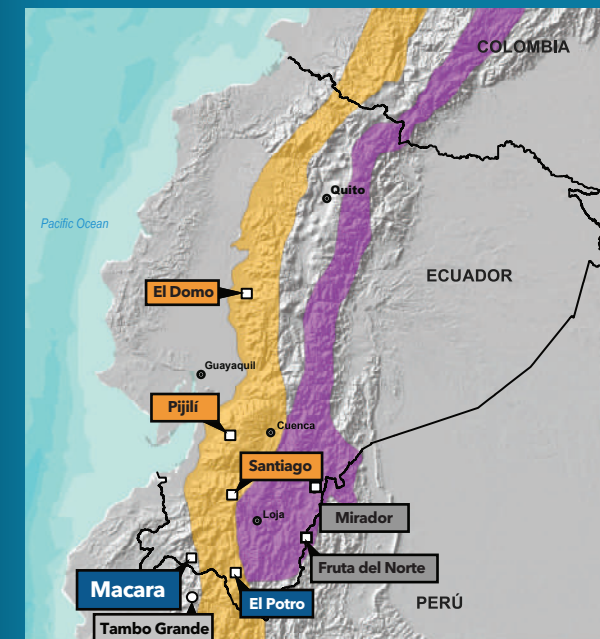 COLOMBIA
Quito
Pacific Ocean
ECUADOR
El Domo
Guayaquil
Pijilí
Cuenca
Santiago
Loja
Mirador
Fruta del Norte
Macara
El Potro
PERÚ
Tambo Grande